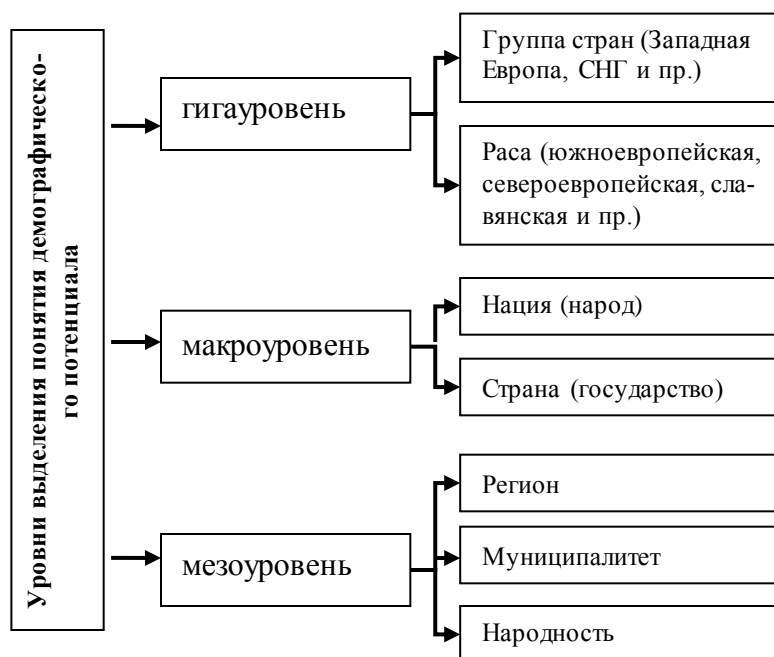 Уровни выделения понятия демографическо-
го потенциала
гигауровень
Группа стран (Западная
Европа, СНГ и пр.)
Раса (южноевропейская,
североевропейская, сла-
вянская и пр.)
макроуровень
Нация (народ)
Страна (государство)
мезоуровень
Регион
Муниципалитет
Народность